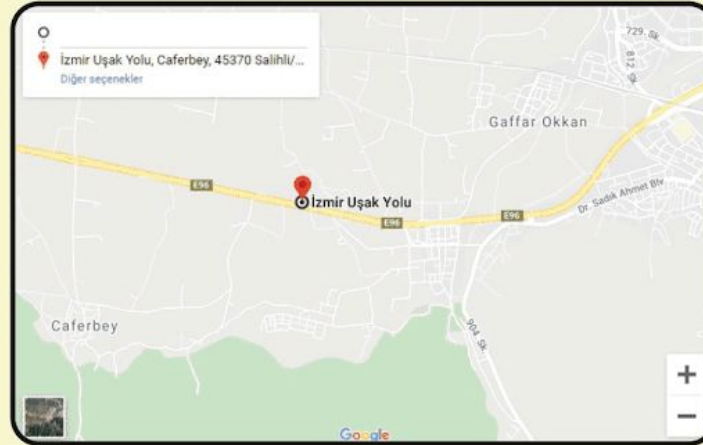 İzmir Uşak Yolu, Caferbey, 45370 Salihli/...
Diğer seçenekler
729. Sk.
812 Sk.
Gaffar Okkan
E96
İzmir Uşak Yolu
E96
E96
Dr. Sadık Ahmet Blv
Caferbey
904 Sk.
Google